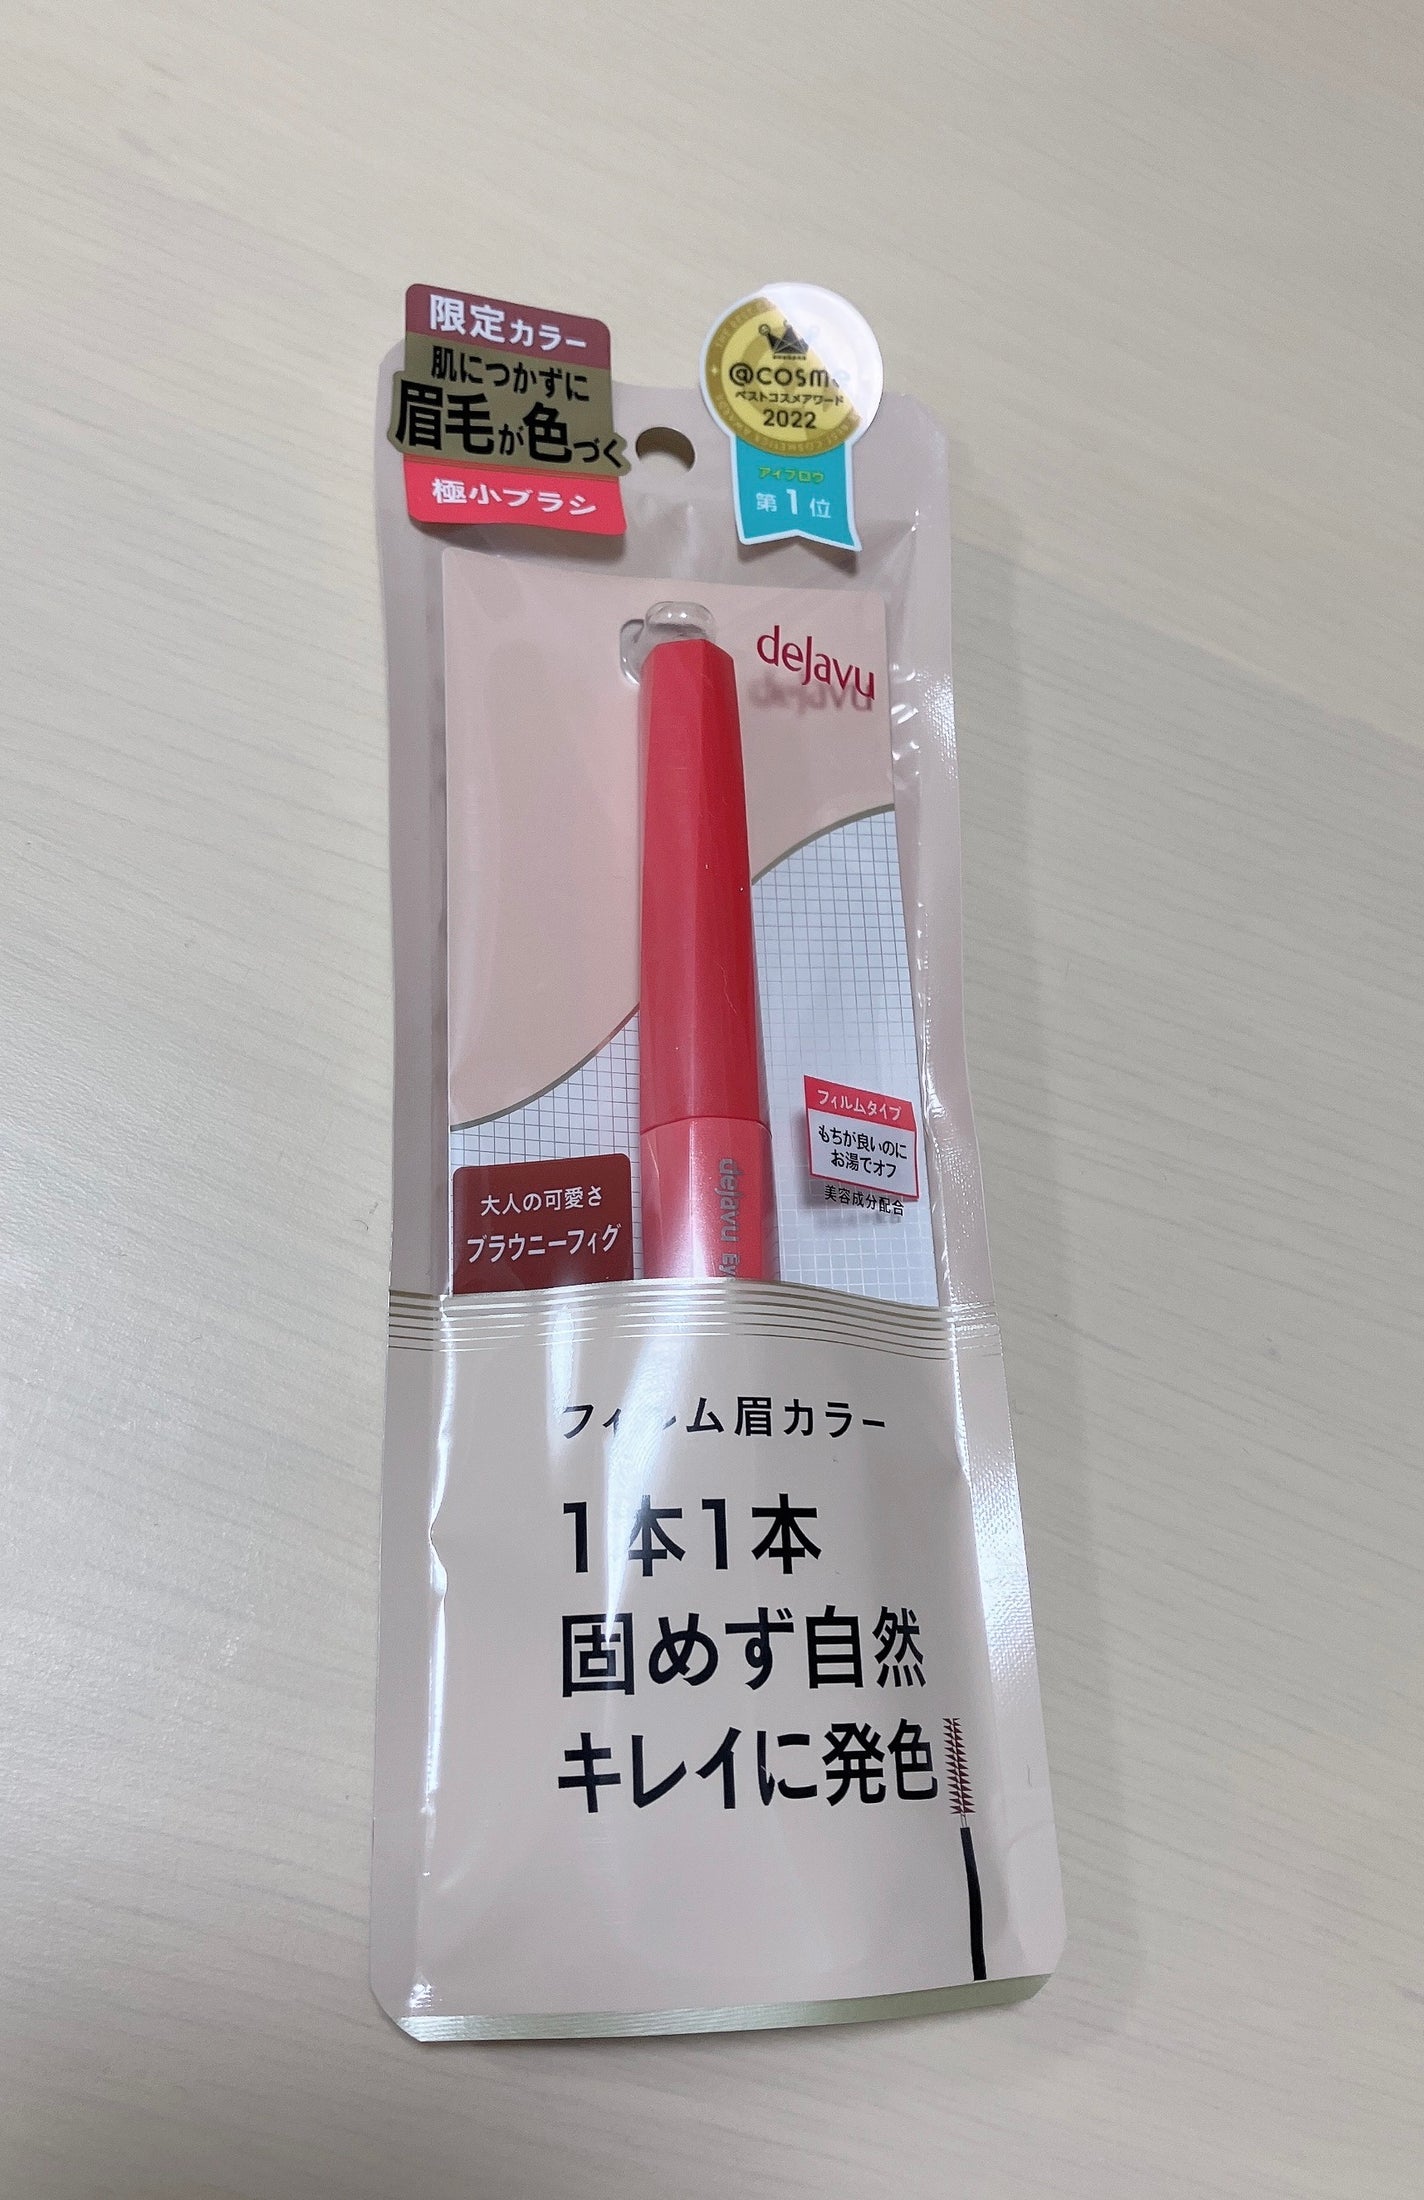 限定カラー
肌につかずに
眉毛が色づく
極小ブラシ
@cosme
ベストコスメアワード
2022
アイブロウ
第1位
dejavu
フィルムタイプ
もちが良いのに
お湯でオフ
美容成分配合
大人の可愛さ
ブラウニーフィグ
dejavu Ey
フィルム眉カラー
1本1本
固めず自然
キレイに発色